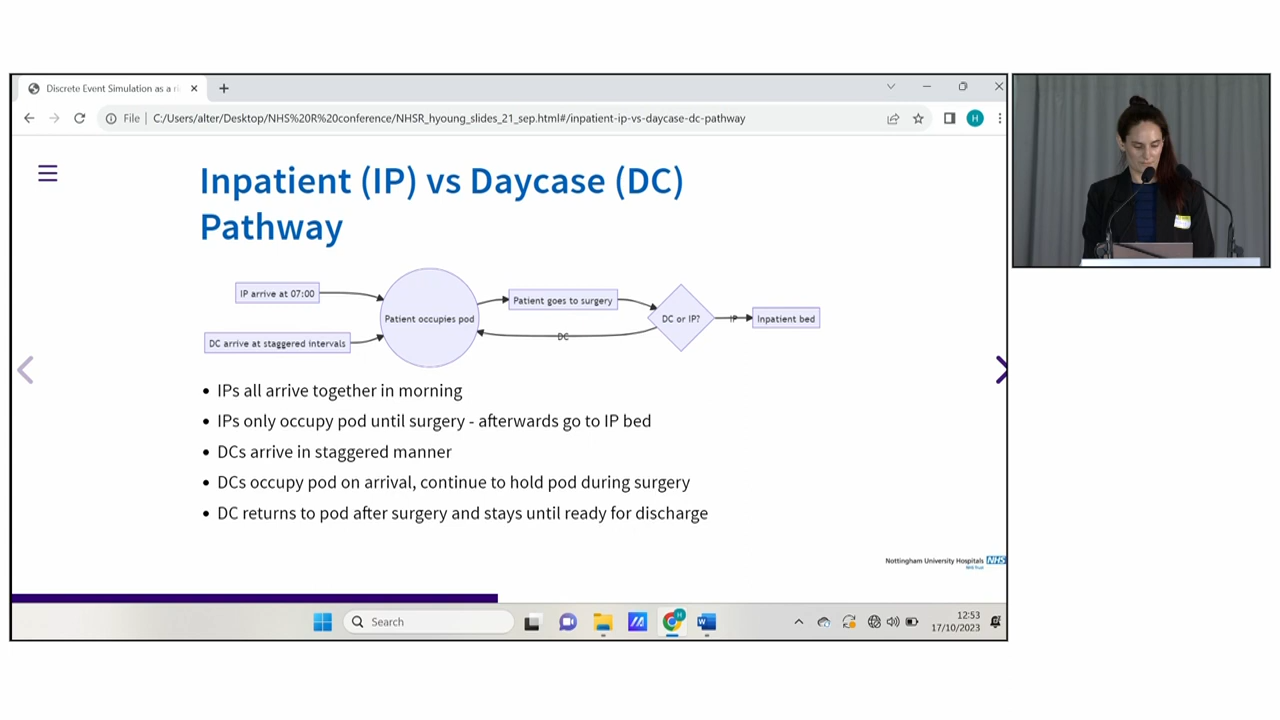 Discrete Event Simulation as a ri
File
C:/Users/alter/Desktop/NHS%20R%20conference/NHSR_hyoung_slides_21_sep.html#/inpatient-ip-vs-daycase-dc-pathway
H
Inpatient (IP) vs Daycase (DC)
Pathway
IP arrive at 07:00
Patient occupies pod
Patient goes to surgery
DC or IP?
IP
Inpatient bed
DC arrive at staggered intervals
DC
• IPs all arrive together in morning
• IPs only occupy pod until surgery - afterwards go to IP bed
• DCs arrive in staggered manner
• DCs occupy pod on arrival, continue to hold pod during surgery
• DC returns to pod after surgery and stays until ready for discharge
Nottingham University Hospitals NHS
NHS Trust
Search
H
W
12:53
17/10/2023